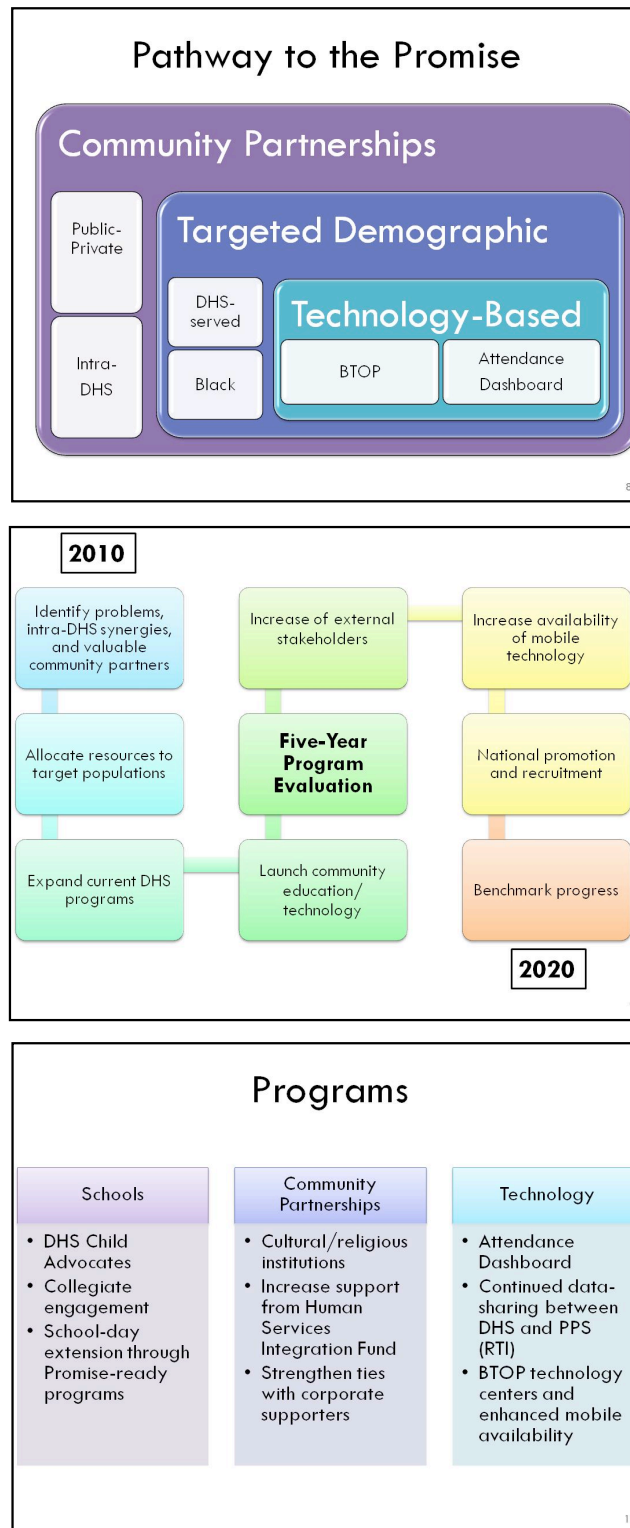 Pathway to the Promise
Community Partnerships
Public-
Private
Intra-
DHS
Targeted Demographic
DHS-
served
Black
Technology-Based
BTOP
Attendance
Dashboard
8
2010
Identify problems,
intra-DHS synergies,
and valuable
community partners
Allocate resources to
target populations
Expand current DHS
programs
Launch community
education/
technology
Five-Year
Program
Evaluation
Increase of external
stakeholders
Increase availability
of mobile
technology
National promotion
and recruitment
Benchmark progress
2020
Programs
Schools
• DHS Child
Advocates
• Collegiate
engagement
• School-day
extension through
Promise-ready
programs
Community
Partnerships
• Cultural/religious
institutions
• Increase support
from Human
Services
Integration Fund
• Strengthen ties
with corporate
supporters
Technology
• Attendance
Dashboard
• Continued data-
sharing between
DHS and PPS
(RTI)
• BTOP technology
centers and
enhanced mobile
availability
1